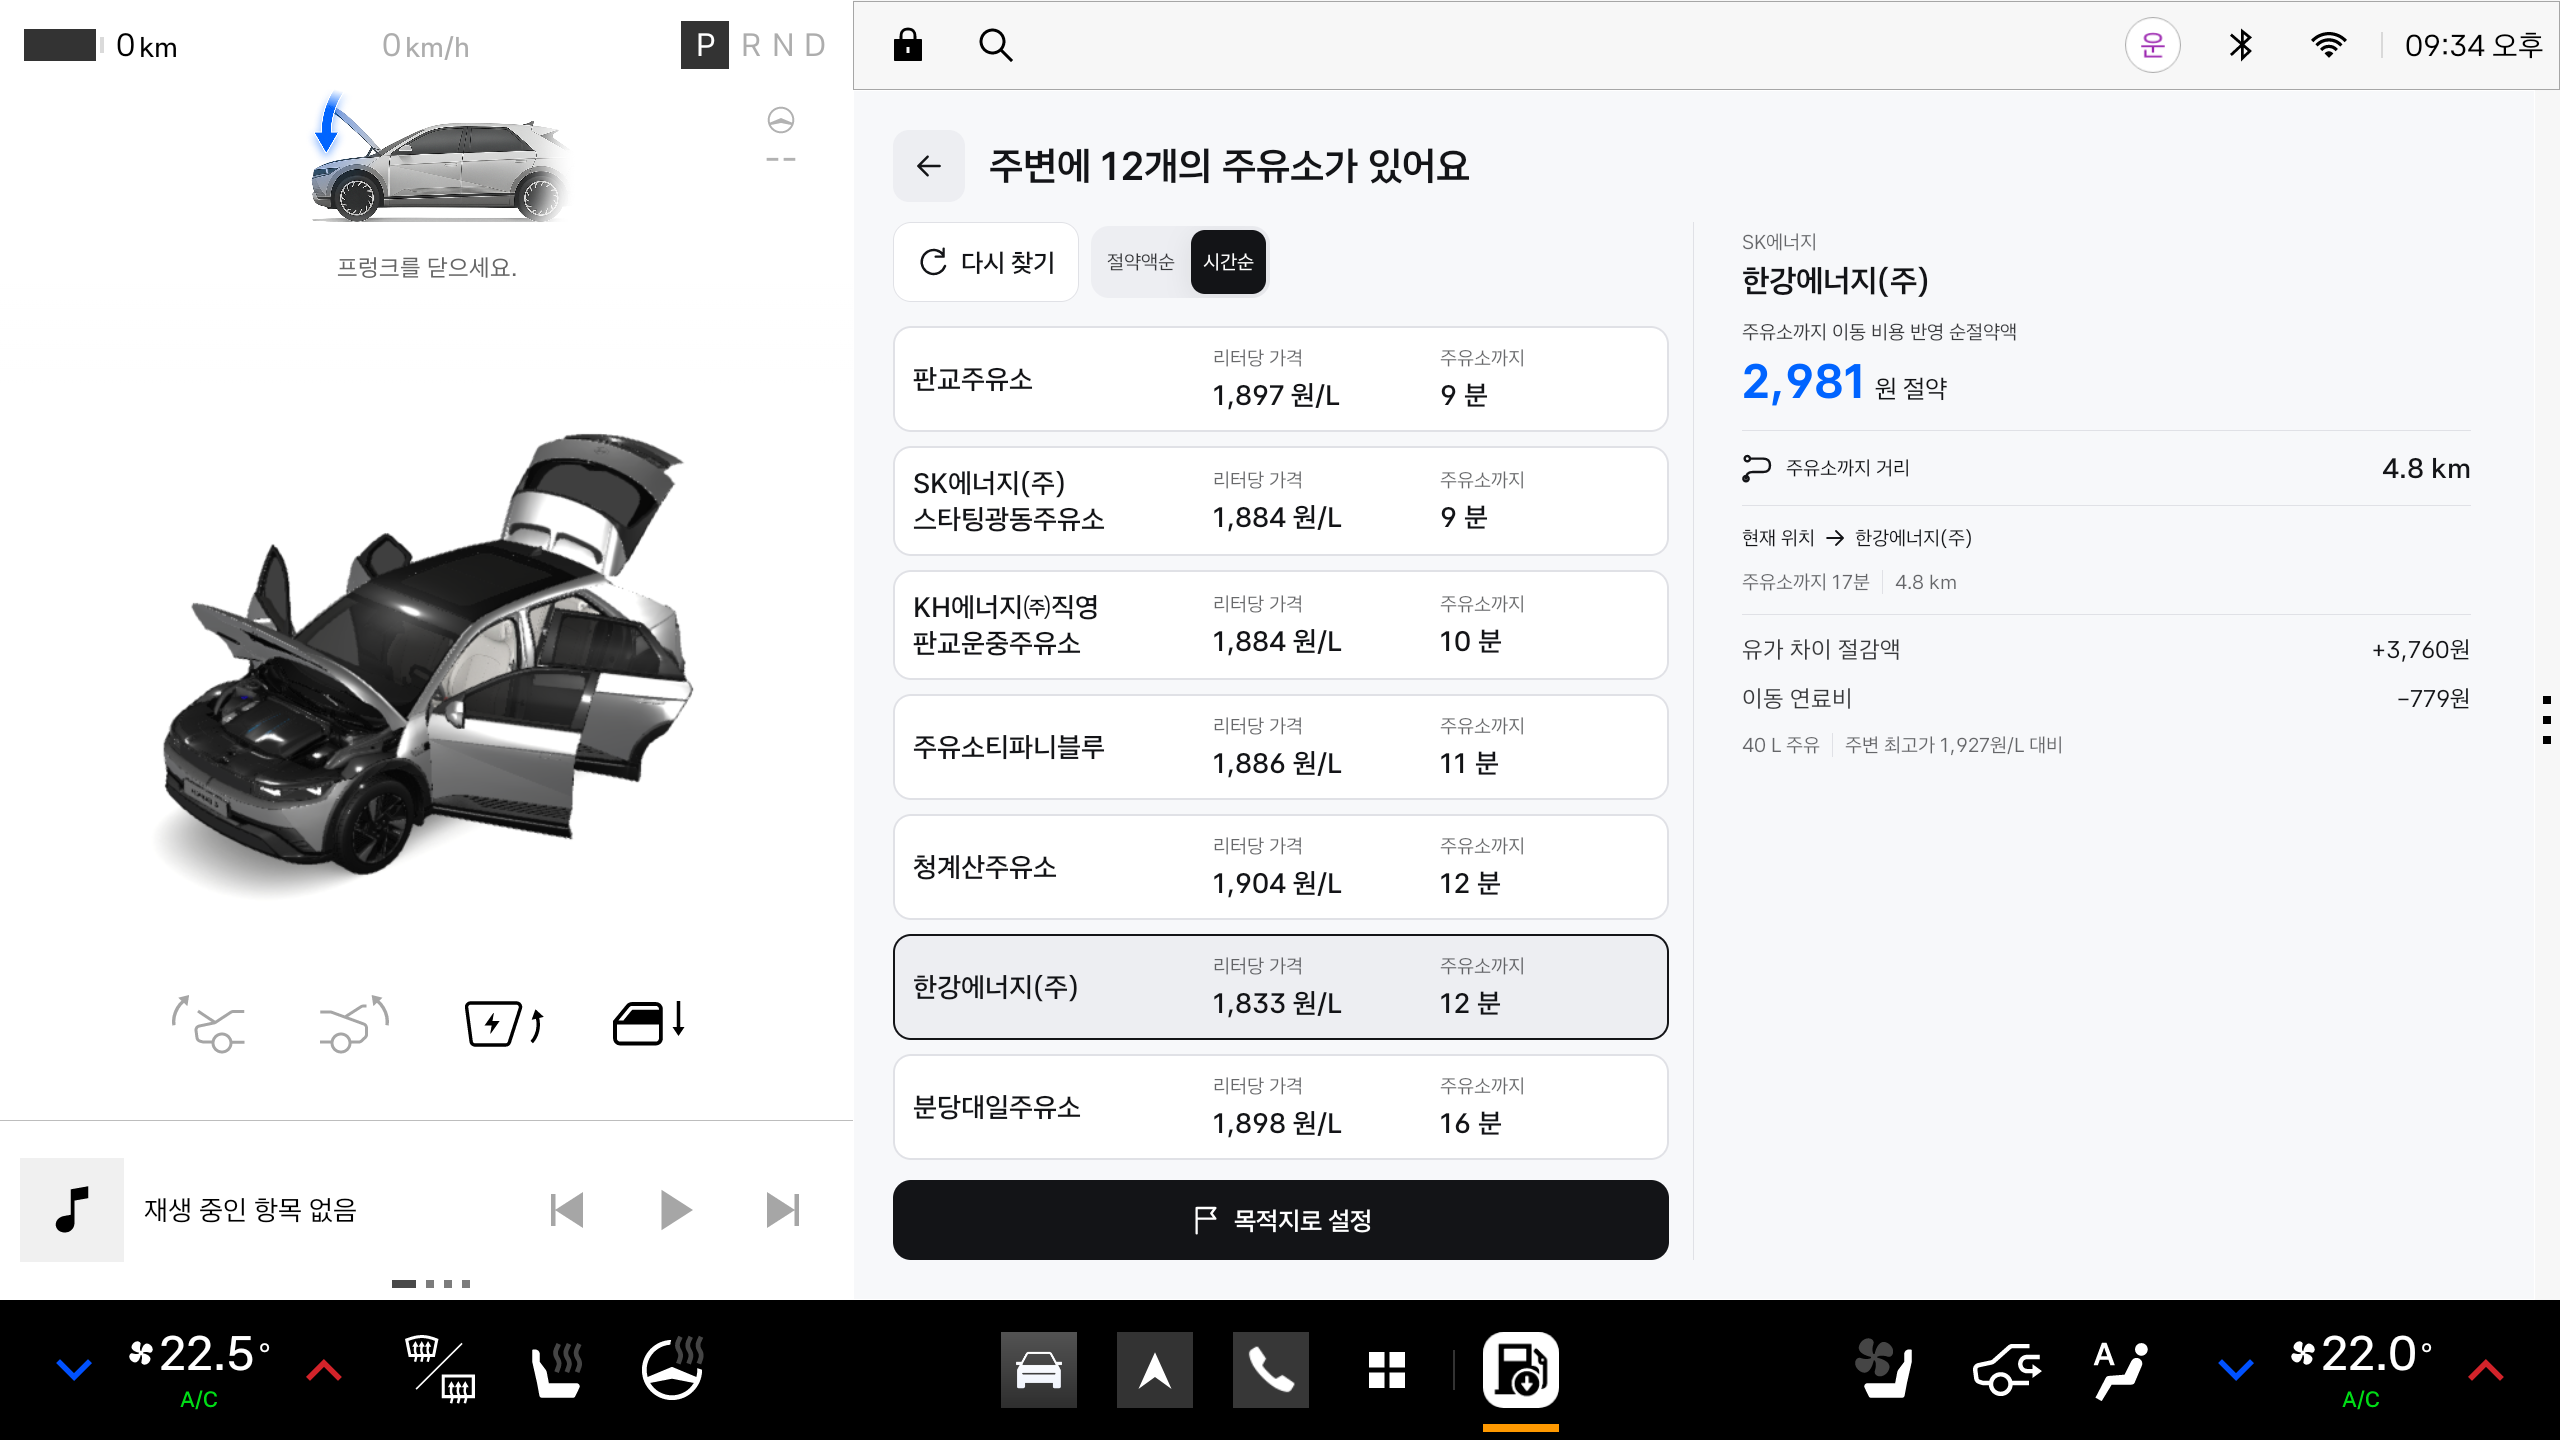 0 km
0 km/h
P R N D
운
09:34 오후
프렁크를 닫으세요.
재생 중인 항목 없음
주변에 12개의 주유소가 있어요
다시 찾기
절약액순
시간순
판교주유소
리터당 가격
1,897 원/L
주유소까지
9 분
SK에너지(주)
스타팅광동주유소
리터당 가격
1,884 원/L
주유소까지
9 분
KH에너지㈜직영
판교운중주유소
리터당 가격
1,884 원/L
주유소까지
10 분
주유소티파니블루
리터당 가격
1,886 원/L
주유소까지
11 분
청계산주유소
리터당 가격
1,904 원/L
주유소까지
12 분
한강에너지(주)
리터당 가격
1,833 원/L
주유소까지
12 분
분당대일주유소
리터당 가격
1,898 원/L
주유소까지
16 분
목적지로 설정
SK에너지
한강에너지(주)
주유소까지 이동 비용 반영 순절약액
2,981 원 절약
주유소까지 거리
4.8 km
현재 위치 → 한강에너지(주)
주유소까지 17분 4.8 km
유가 차이 절감액
+3,760원
이동 연료비
-779원
40 L 주유 주변 최고가 1,927원/L 대비
22.5°
A/C
A
22.0°
A/C